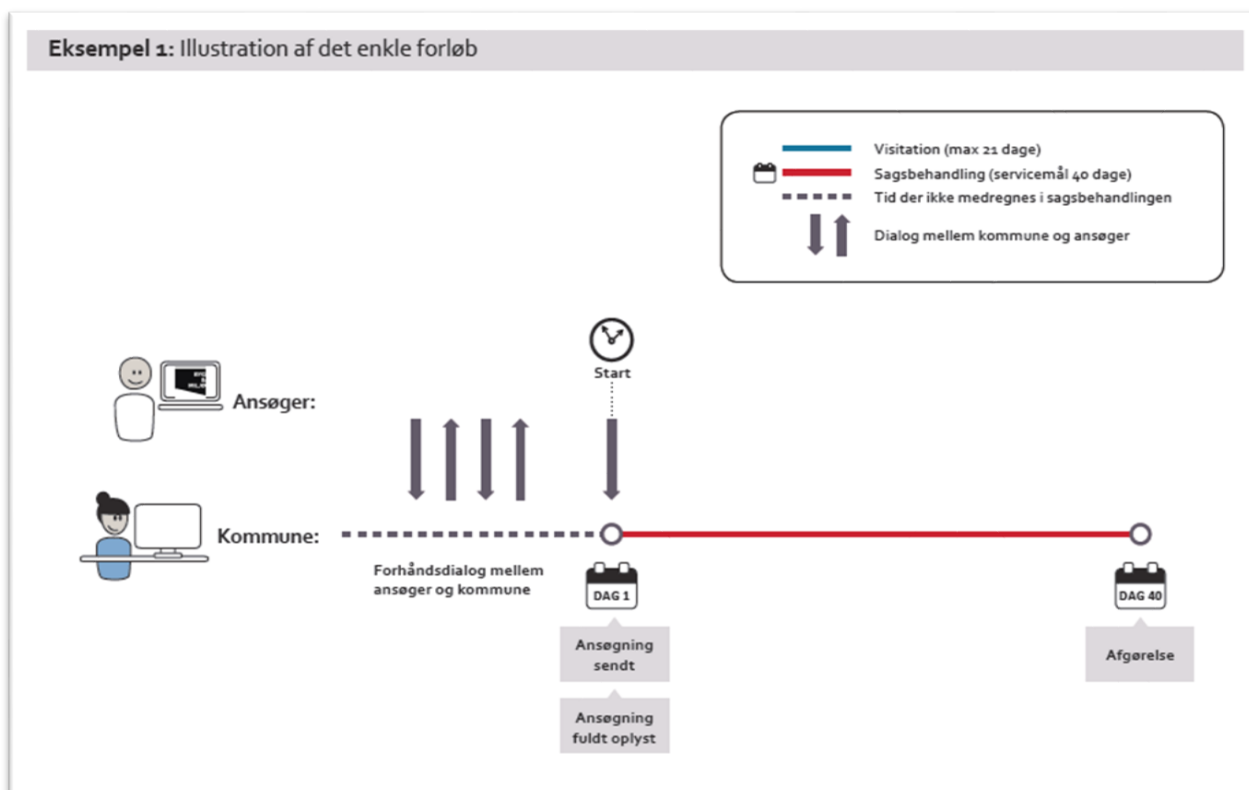 Eksempel 1: Illustration af det enkle forløb
Visitation (max 21 dage)
Sagsbehandling (servicemål 40 dage)
Tid der ikke medregnes i sagsbehandlingen
Dialog mellem kommune og ansøger
Start
Ansøger:
Kommune:
Forhåndsdialog mellem
ansøger og kommune
DAG 1
DAG 40
Ansøgning
sendt
Afgørelse
Ansøgning
fuldt oplyst